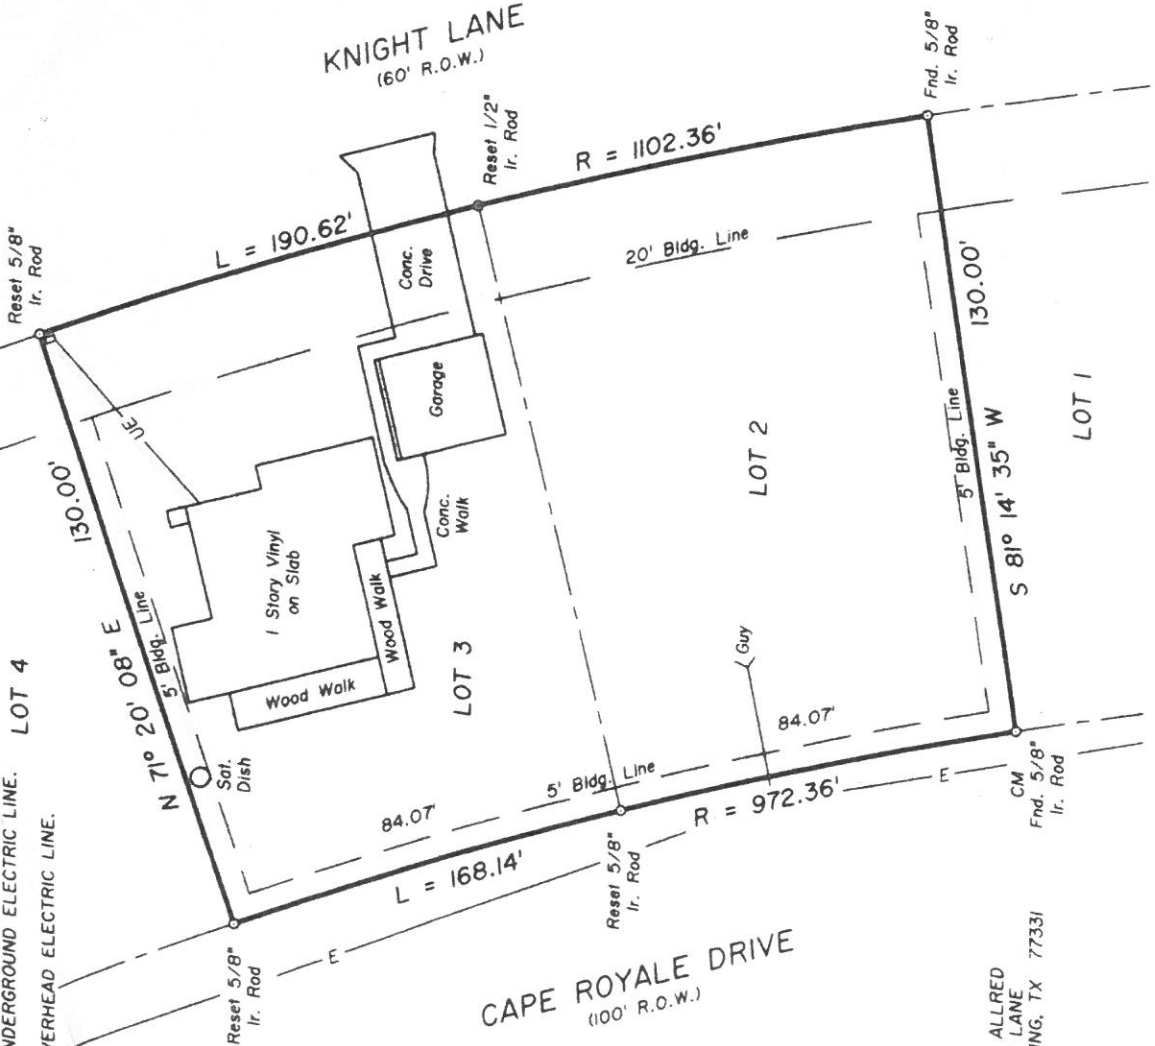 KNIGHT LANE
(60' R.O.W.)
Fnd. 5/8"
Ir. Rod
Reset 1/2"
Ir. Rod
R = 1102.36'
Reset 5/8"
Ir. Rod
L = 190.62'
Conc.
Drive
20' Bldg. Line
130.00'
Garage
UE
LOT 1
5' Bldg. Line
LOT 2
130.00'
S 81° 14' 35" W
Conc.
Walk
1 Story Vinyl
on Slab
Wood Walk
5' Bldg. Line
N 71° 20' 08" E
LOT 4
LOT 3
Guy
Wood Walk
84.07'
Sat.
Dish
5' Bldg. Line
84.07'
R = 972.36'
E
CM
Fnd. 5/8"
Ir. Rod
L = 168.14'
Reset 5/8"
Ir. Rod
E
Reset 5/8"
Ir. Rod
CAPE ROYALE DRIVE
(100' R.O.W.)
NDERGROUND ELECTRIC LINE.
VERHEAD ELECTRIC LINE.
ALLRED
LANE
NG, TX 77331